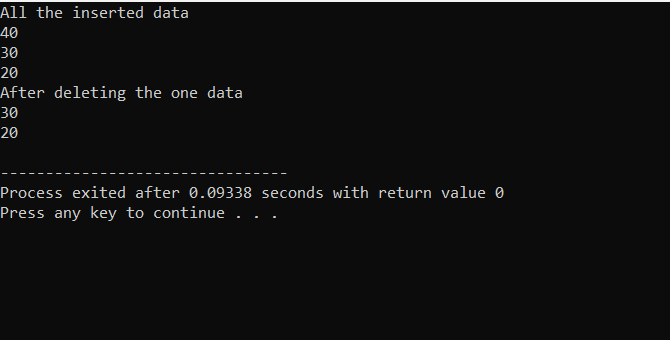 All the inserted data
40
30
20
After deleting the one data
30
20
--------------------------------
Process exited after 0.09338 seconds with return value 0
Press any key to continue . . .